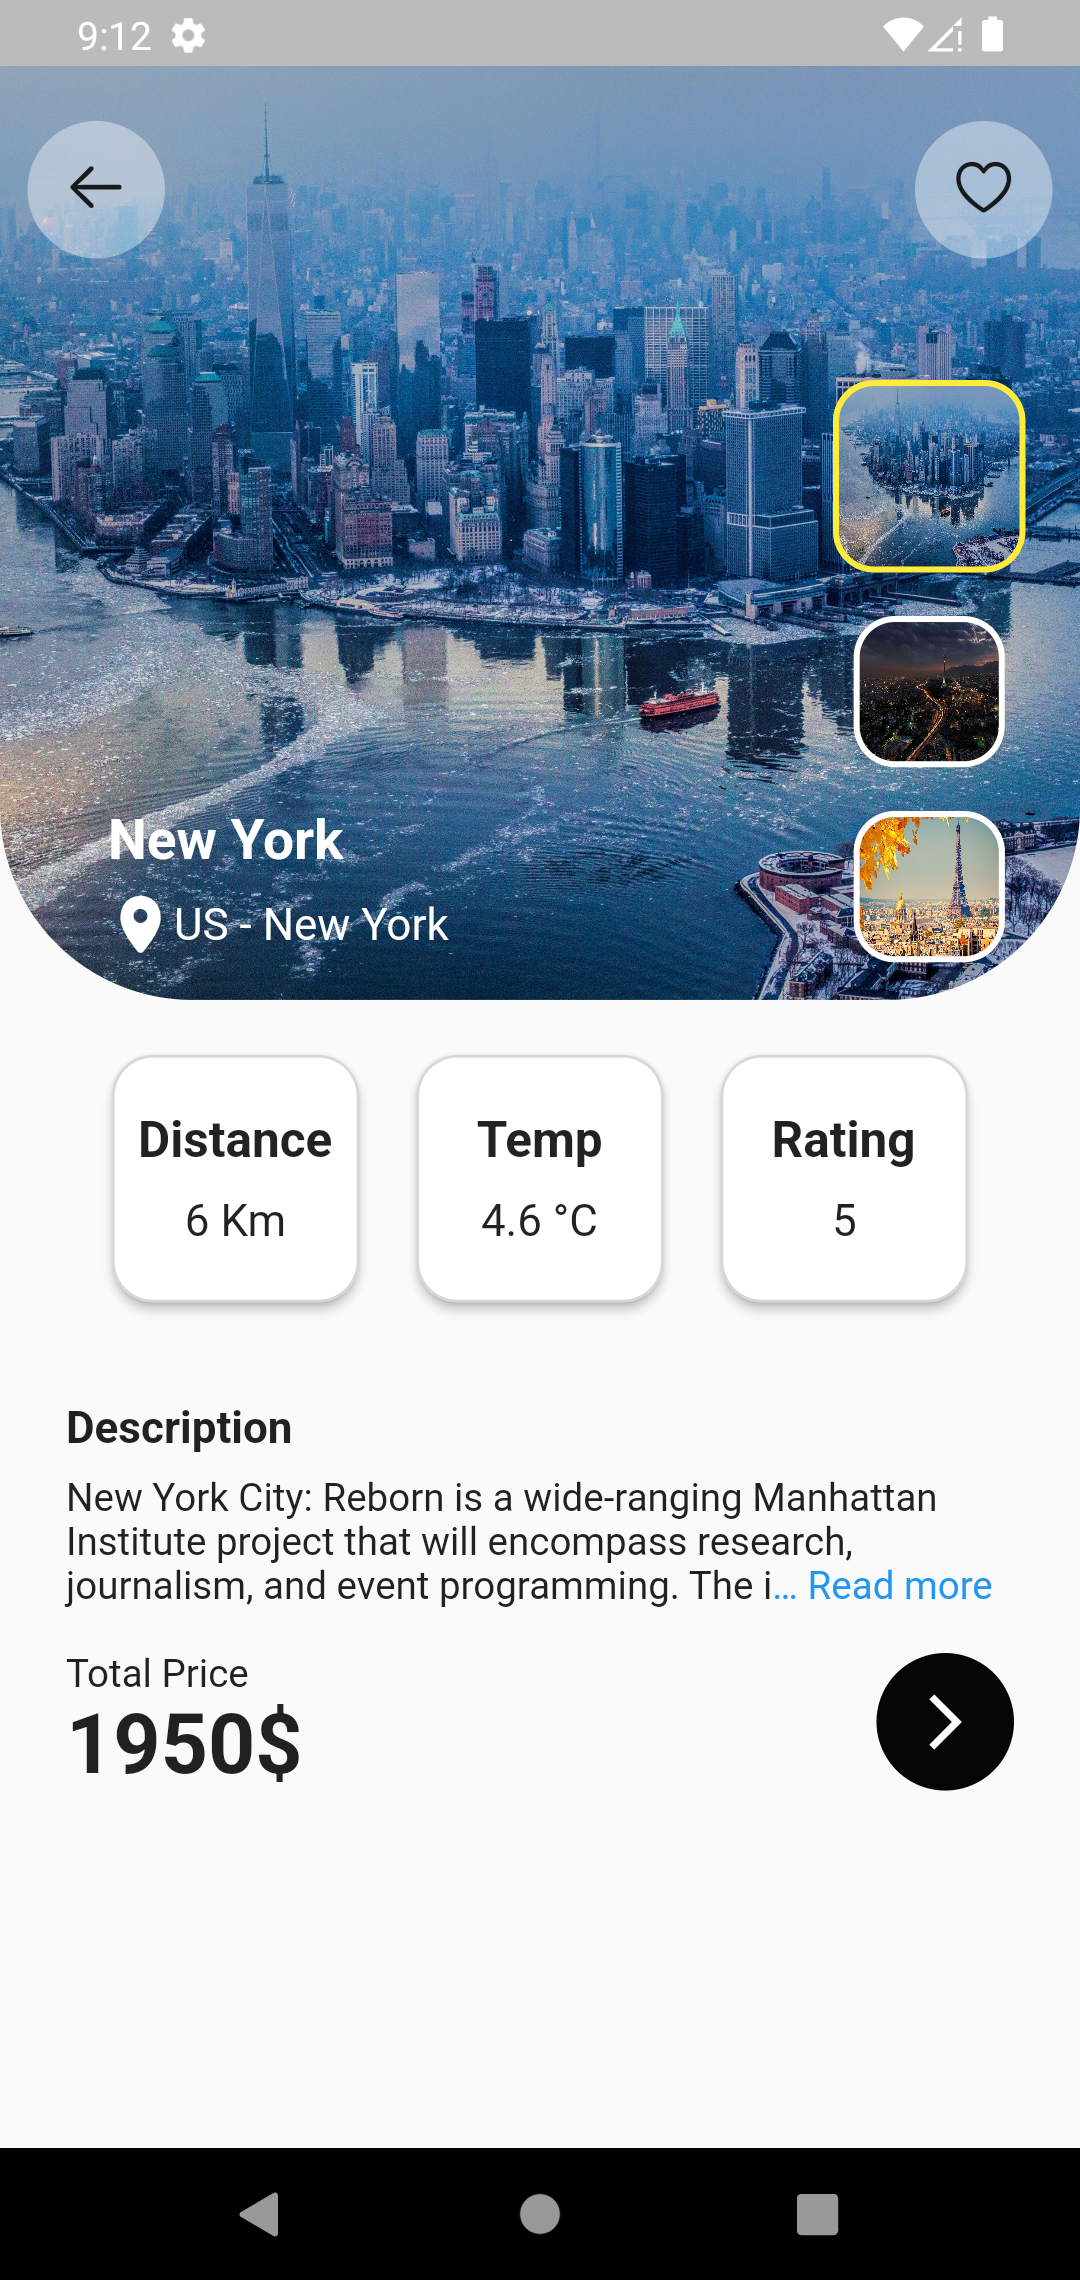 9:12
New York
US - New York
Distance
6 Km
Temp
4.6 °C
Rating
5
Description
New York City: Reborn is a wide-ranging Manhattan
Institute project that will encompass research,
journalism, and event programming. The i... Read more
Total Price
1950$